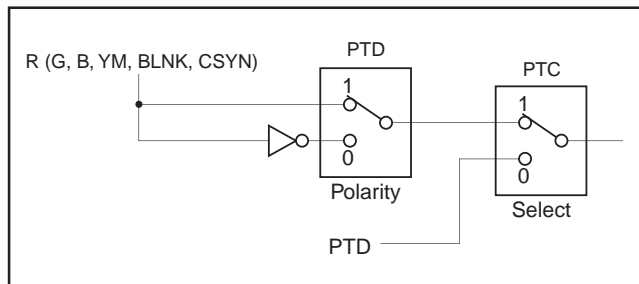 R (G, B, YM, BLNK, CSYN)
PTD
1
0
Polarity
PTC
1
0
Select
PTD